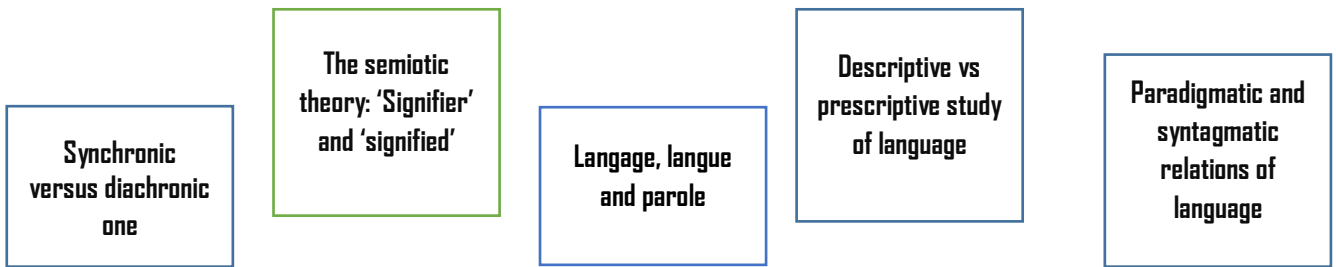 Synchronic
versus diachronic
one
The semiotic
theory: ‘Signifier’
and ‘signified’
Langage, langue
and parole
Descriptive vs
prescriptive study
of language
Paradigmatic and
syntagmatic
relations of
language